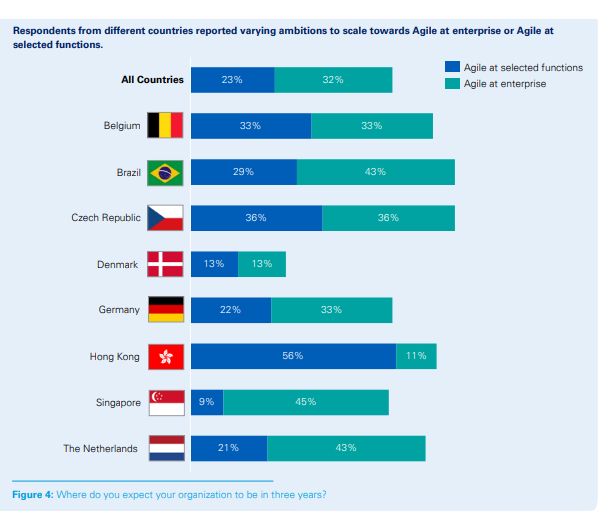 Respondents from different countries reported varying ambitions to scale towards Agile at enterprise or Agile at
selected functions.
Agile at selected functions
Agile at enterprise
All Countries 23% 32%
Belgium 33% 33%
Brazil 29% 43%
Czech Republic 36% 36%
Denmark 13% 13%
Germany 22% 33%
Hong Kong 56% 11%
Singapore 9% 45%
The Netherlands 21% 43%
Figure 4: Where do you expect your organization to be in three years?